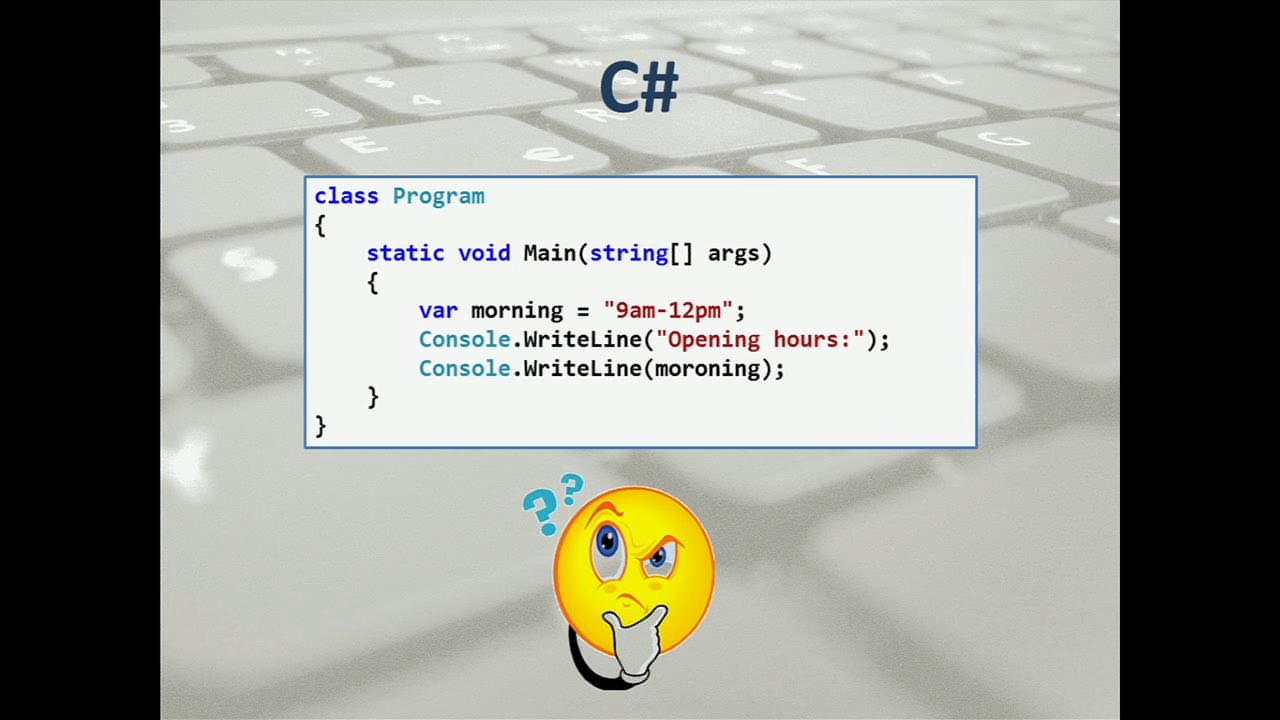 C#
class Program
{
    static void Main(string[] args)
    {
        var morning = "9am-12pm";
        Console.WriteLine("Opening hours:");
        Console.WriteLine(moroning);
    }
}
??